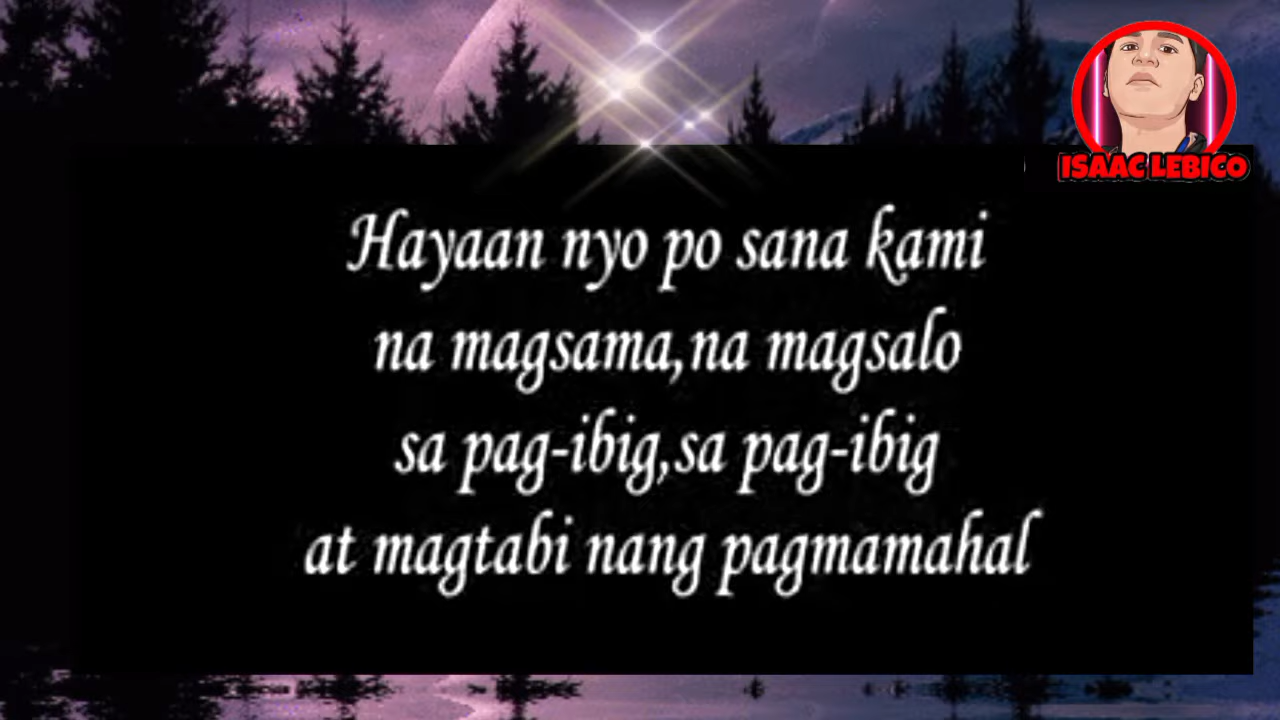 ISAAC LEBICO
Hayaan nyo po sana kami
na magsama,na magsalo
sa pag-ibig,sa pag-ibig
at magtabi nang pagmamahal